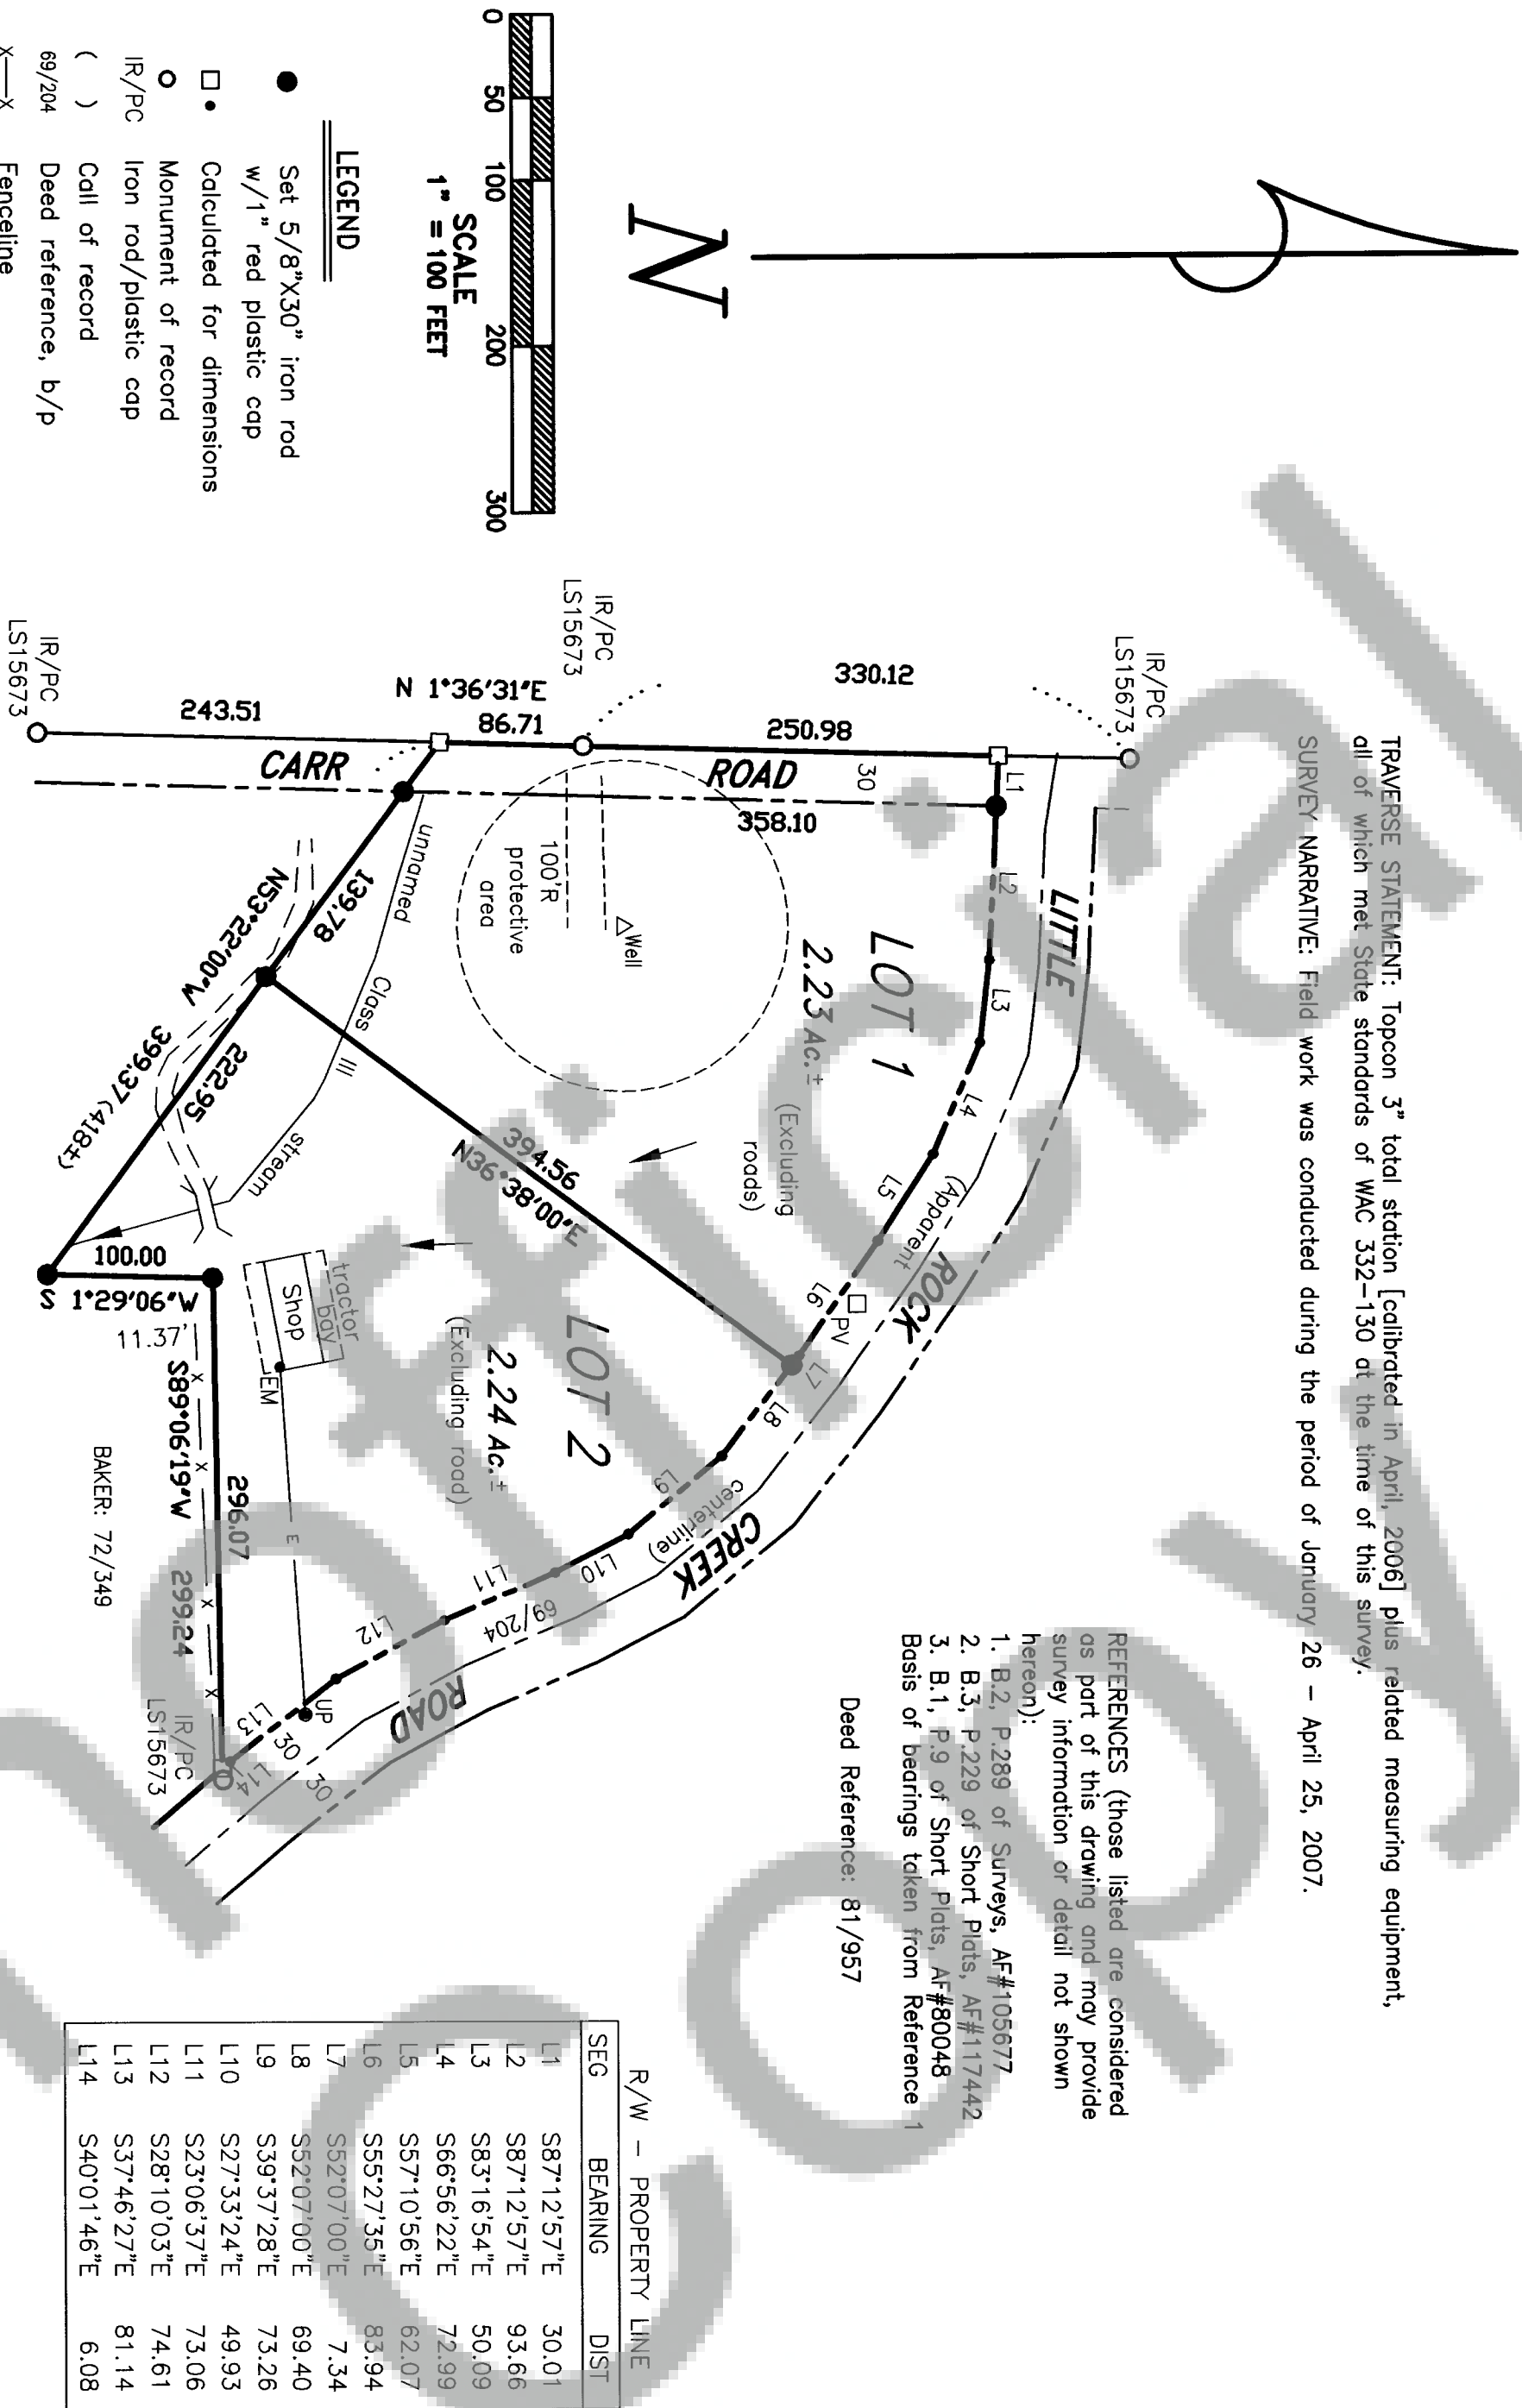 TRAVERSE STATEMENT: Topcon 3" total station [calibrated in April, 2006] plus related measuring equipment,
all of which met State standards of WAC 332-130 at the time of this survey.
SURVEY NARRATIVE: Field work was conducted during the period of January 26 - April 25, 2007.
REFERENCES (those listed are considered
as part of this drawing and may provide
survey information or detail not shown
hereon):
1. B.2, P.289 of Surveys, AF#105677
2. B.3, P.229 of Short Plats, AF#117442
3. B.1, P.9 of Short Plats, AF#80048
Basis of bearings taken from Reference 1
Deed Reference: 81/957
N
0 50 100 200 300
SCALE
1" = 100 FEET
LEGEND
Set 5/8"X30" iron rod
w/1" red plastic cap
Calculated for dimensions
Monument of record
IR/PC Iron rod/plastic cap
( ) Call of record
69/204 Deed reference, b/p
X—X Fenceline
IR/PC
LS15673
330.12
250.98
IR/PC
LS15673
N 1°36'31"E
86.71
243.51
IR/PC
LS15673
CARR ROAD
30
358.10
L1
L2
L3
L4
L5
L6
L7
L8
L9
L10
L11
L12
L13
L14
LITTLE ROCK CREEK ROAD
(Apparent centerline)
69/204
30
30
PV
UP
LOT 1
2.23 Ac.±
(Excluding
roads)
Well
100'R
protective
area
unnamed Class III stream
139.78
N53°22'00"W
222.95
399.37 (418±)
394.56
N36°38'00"E
LOT 2
2.24 Ac.±
(Excluding road)
tractor
bay
Shop
EM
E
100.00
S 1°29'06"W
11.37'
296.07
S89°06'19"W 299.24
X X X X
IR/PC
LS15673
BAKER: 72/349
R/W - PROPERTY LINE
SEG BEARING DIST
L1 S87°12'57"E 30.01
L2 S87°12'57"E 93.66
L3 S83°16'54"E 50.09
L4 S66°56'22"E 72.99
L5 S57°10'56"E 62.07
L6 S55°27'35"E 83.94
L7 S52°07'00"E 7.34
L8 S52°07'00"E 69.40
L9 S39°37'28"E 73.26
L10 S27°33'24"E 49.93
L11 S23°06'37"E 73.06
L12 S28°10'03"E 74.61
L13 S37°46'27"E 81.14
L14 S40°01'46"E 6.08